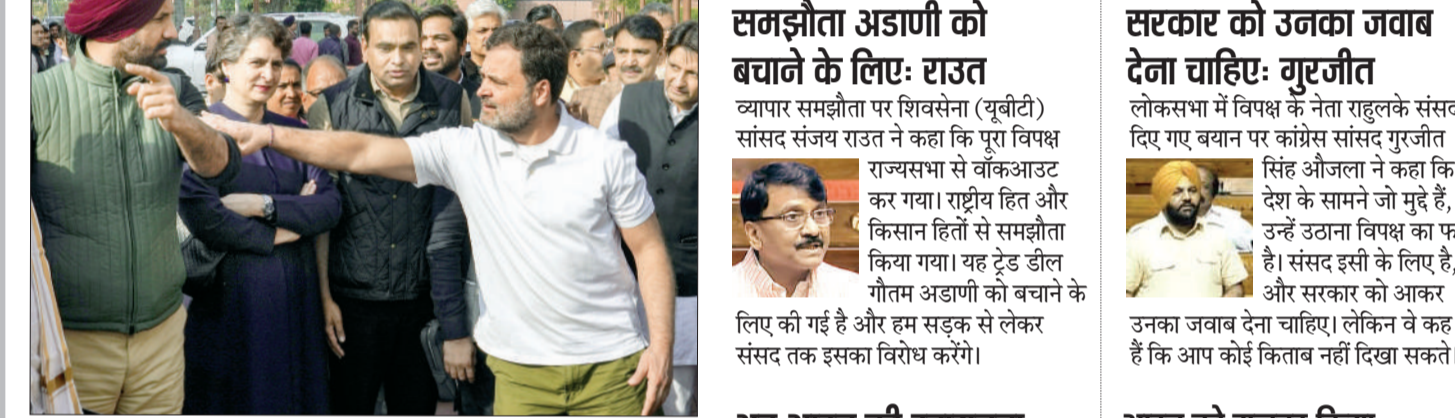 समझौता अडाणी को
बचाने के लिएः राउत
व्यापार समझौता पर शिवसेना (यूबीटी)
सांसद संजय राउत ने कहा कि पूरा विपक्ष
राज्यसभा से वॉकआउट
कर गया। राष्ट्रीय हित और
किसान हितों से समझौता
किया गया। यह ट्रेड डील
गौतम अडाणी को बचाने के
लिए की गई है और हम सड़क से लेकर
संसद तक इसका विरोध करेंगे।
सरकार को उनका जवाब
देना चाहिएः गुरजीत
लोकसभा में विपक्ष के नेता राहुलके
दिए गए बयान पर कांग्रेस सांसद गुरजीत
सिंह औजला ने कहा कि
देश के सामने जो मुद्दे हैं,
उन्हें उठाना विपक्ष का
है। संसद इसी के लिए है,
और सरकार को आकर
उनका जवाब देना चाहिए। लेकिन वे कह
हैं कि आप कोई किताब नहीं दिखा सकते।